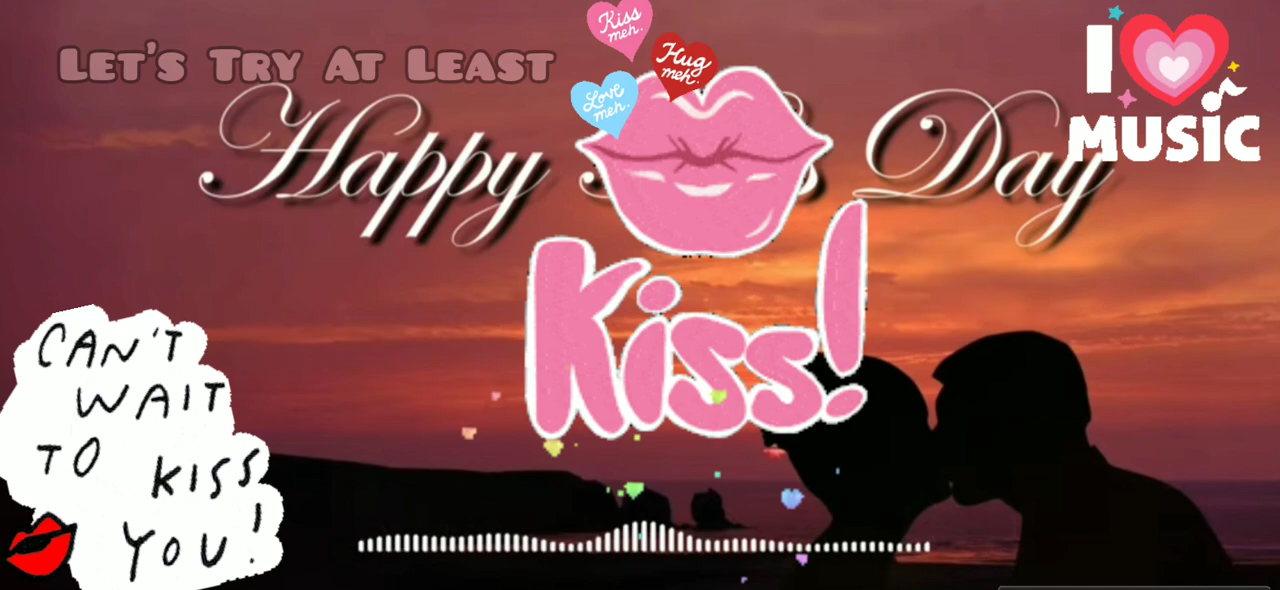 Let's Try At Least
Kiss
meh.
Hug
meh.
Love
meh.
I
MUSIC
Happy
Day
Kiss!
CAN'T
WAIT
TO KISS
YOU!